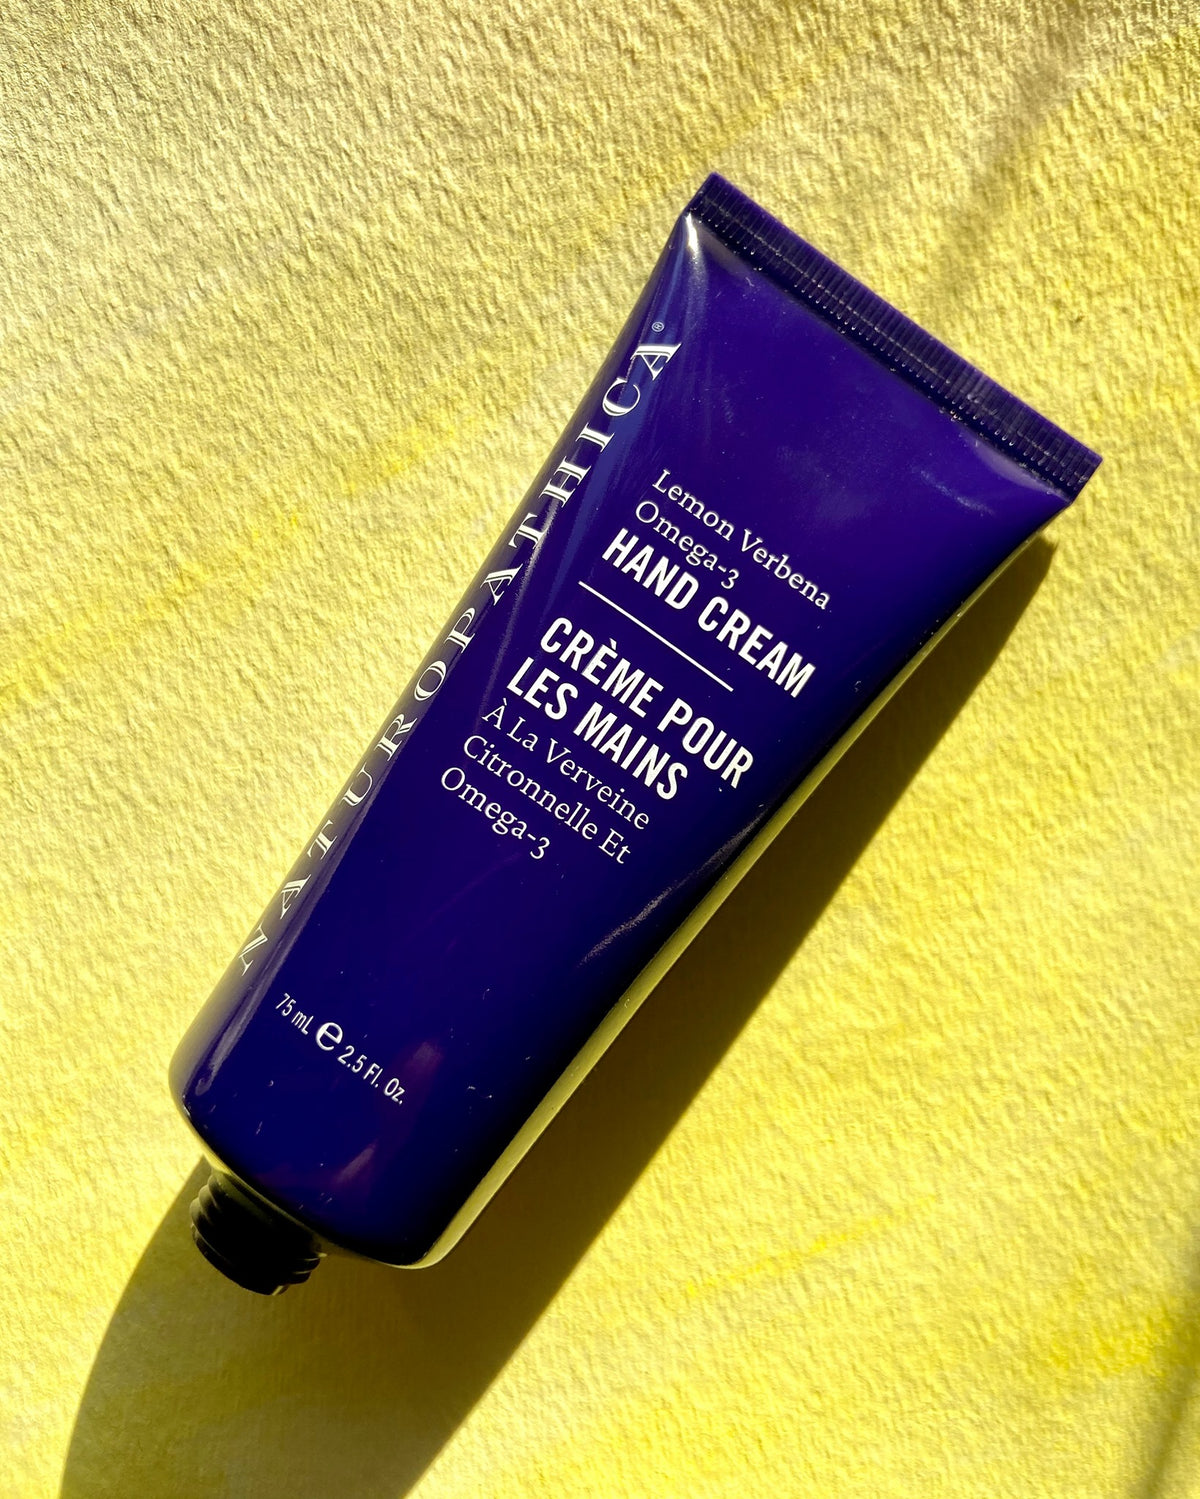 NATUROPATHICA®
Lemon Verbena
Omega-3
HAND CREAM
CRÈME POUR
LES MAINS
À La Verveine
Citronnelle Et
Omega-3
75 mL ℮ 2.5 Fl. Oz.